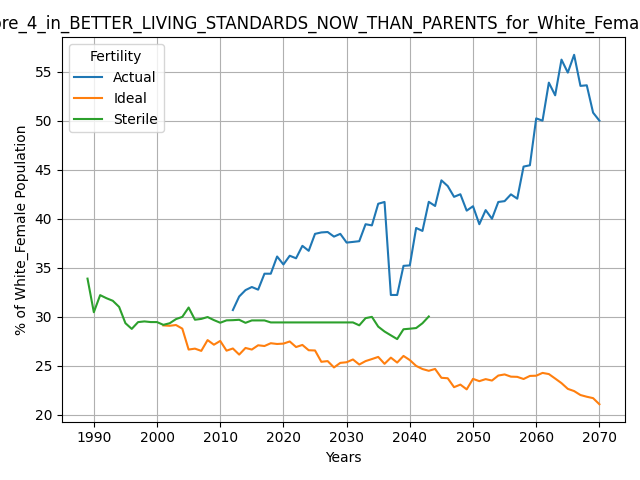 4_in_BETTER_LIVING_STANDARDS_NOW_THAN_PARENTS_for_White_Fema
Fertility
Actual
Ideal
Sterile
% of White_Female Population
55
50
45
40
35
30
25
20
1990
2000
2010
2020
2030
2040
2050
2060
2070
Years